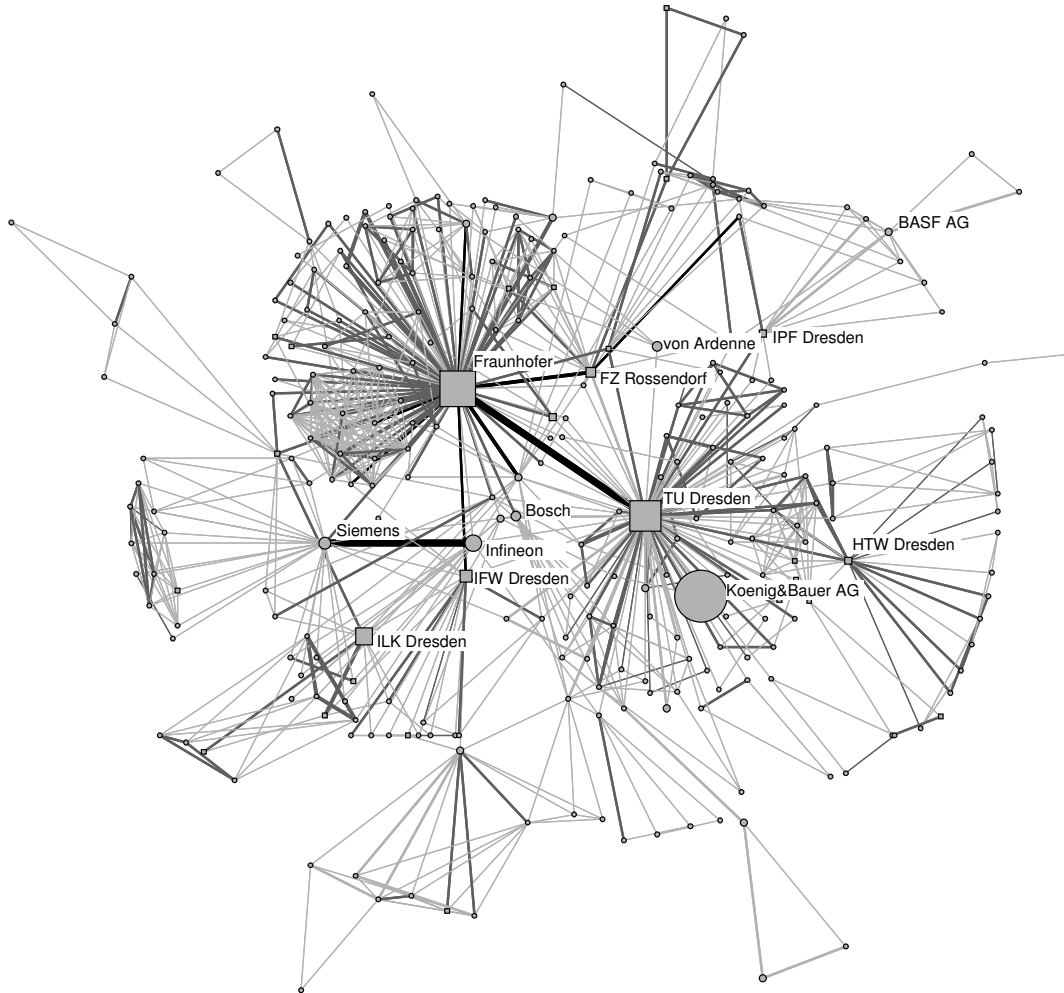 BASF AG
von Ardenne
IPF Dresden
Fraunhofer
FZ Rossendorf
TU Dresden
Bosch
Siemens
Infineon
HTW Dresden
IFW Dresden
Koenig&Bauer AG
ILK Dresden